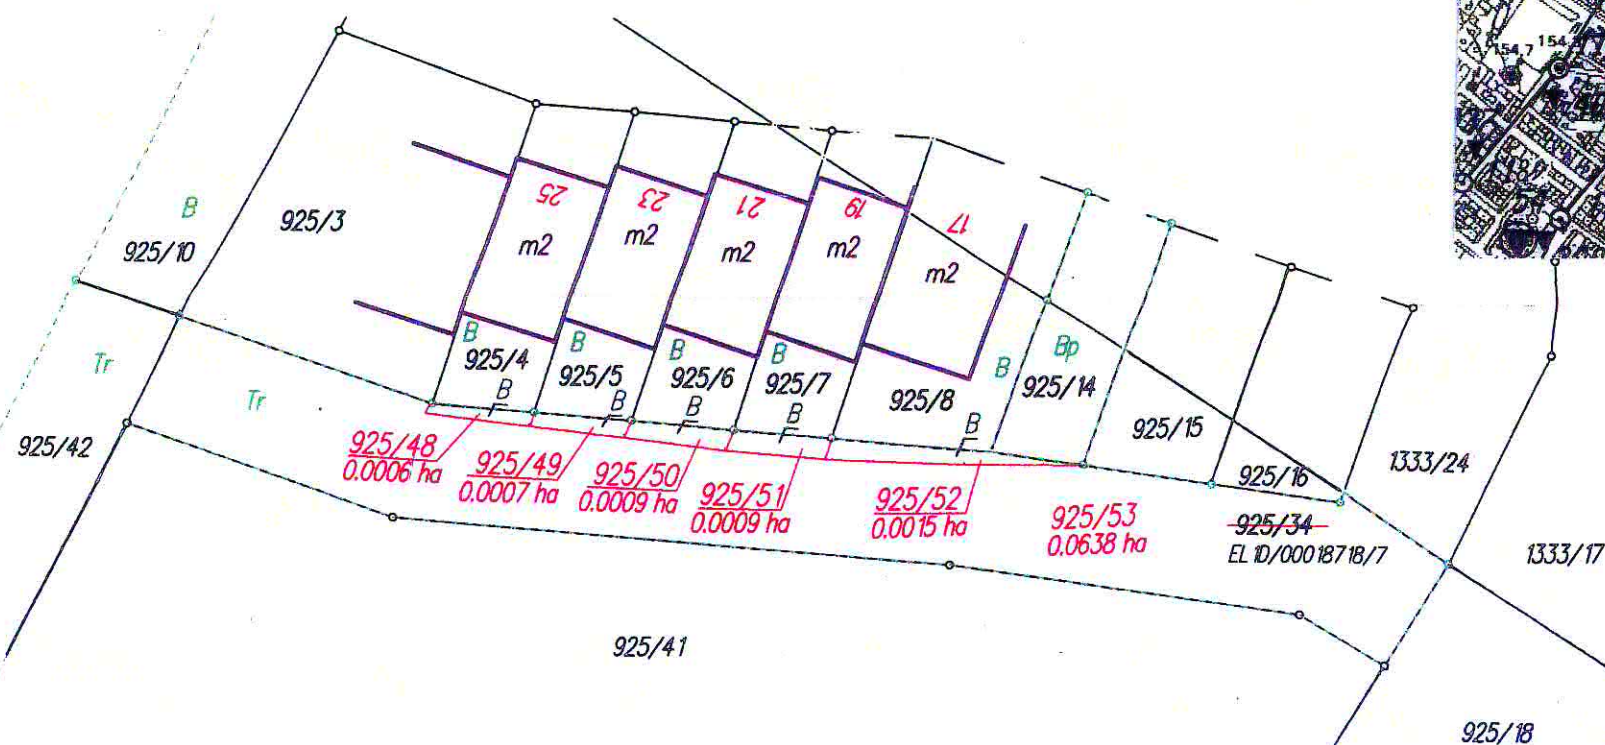 154.7
154.
B
925/3
925/10
25
23
21
19
17
m2
m2
m2
m2
m2
B
925/4
B
925/5
B
925/6
B
925/7
925/8
B
Bp
925/14
925/15
925/16
1333/24
Tr
Tr
925/42
B
B
B
B
B
925/48
0.0006 ha
925/49
0.0007 ha
925/50
0.0009 ha
925/51
0.0009 ha
925/52
0.0015 ha
925/53
0.0638 ha
925/34
EL1D/00018718/7
1333/17
925/41
925/18